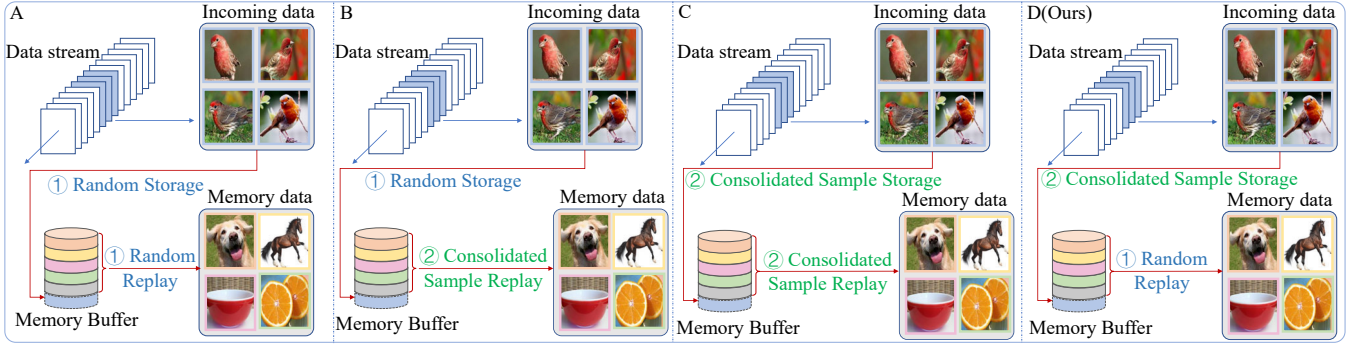 A
Incoming data
Data stream
① Random Storage
Memory data
① Random
Replay
Memory Buffer
B
Incoming data
Data stream
① Random Storage
Memory data
② Consolidated
Sample Replay
Memory Buffer
C
Incoming data
Data stream
② Consolidated Sample Storage
Memory data
② Consolidated
Sample Replay
Memory Buffer
D(Ours)
Incoming data
Data stream
② Consolidated Sample Storage
Memory data
① Random
Replay
Memory Buffer